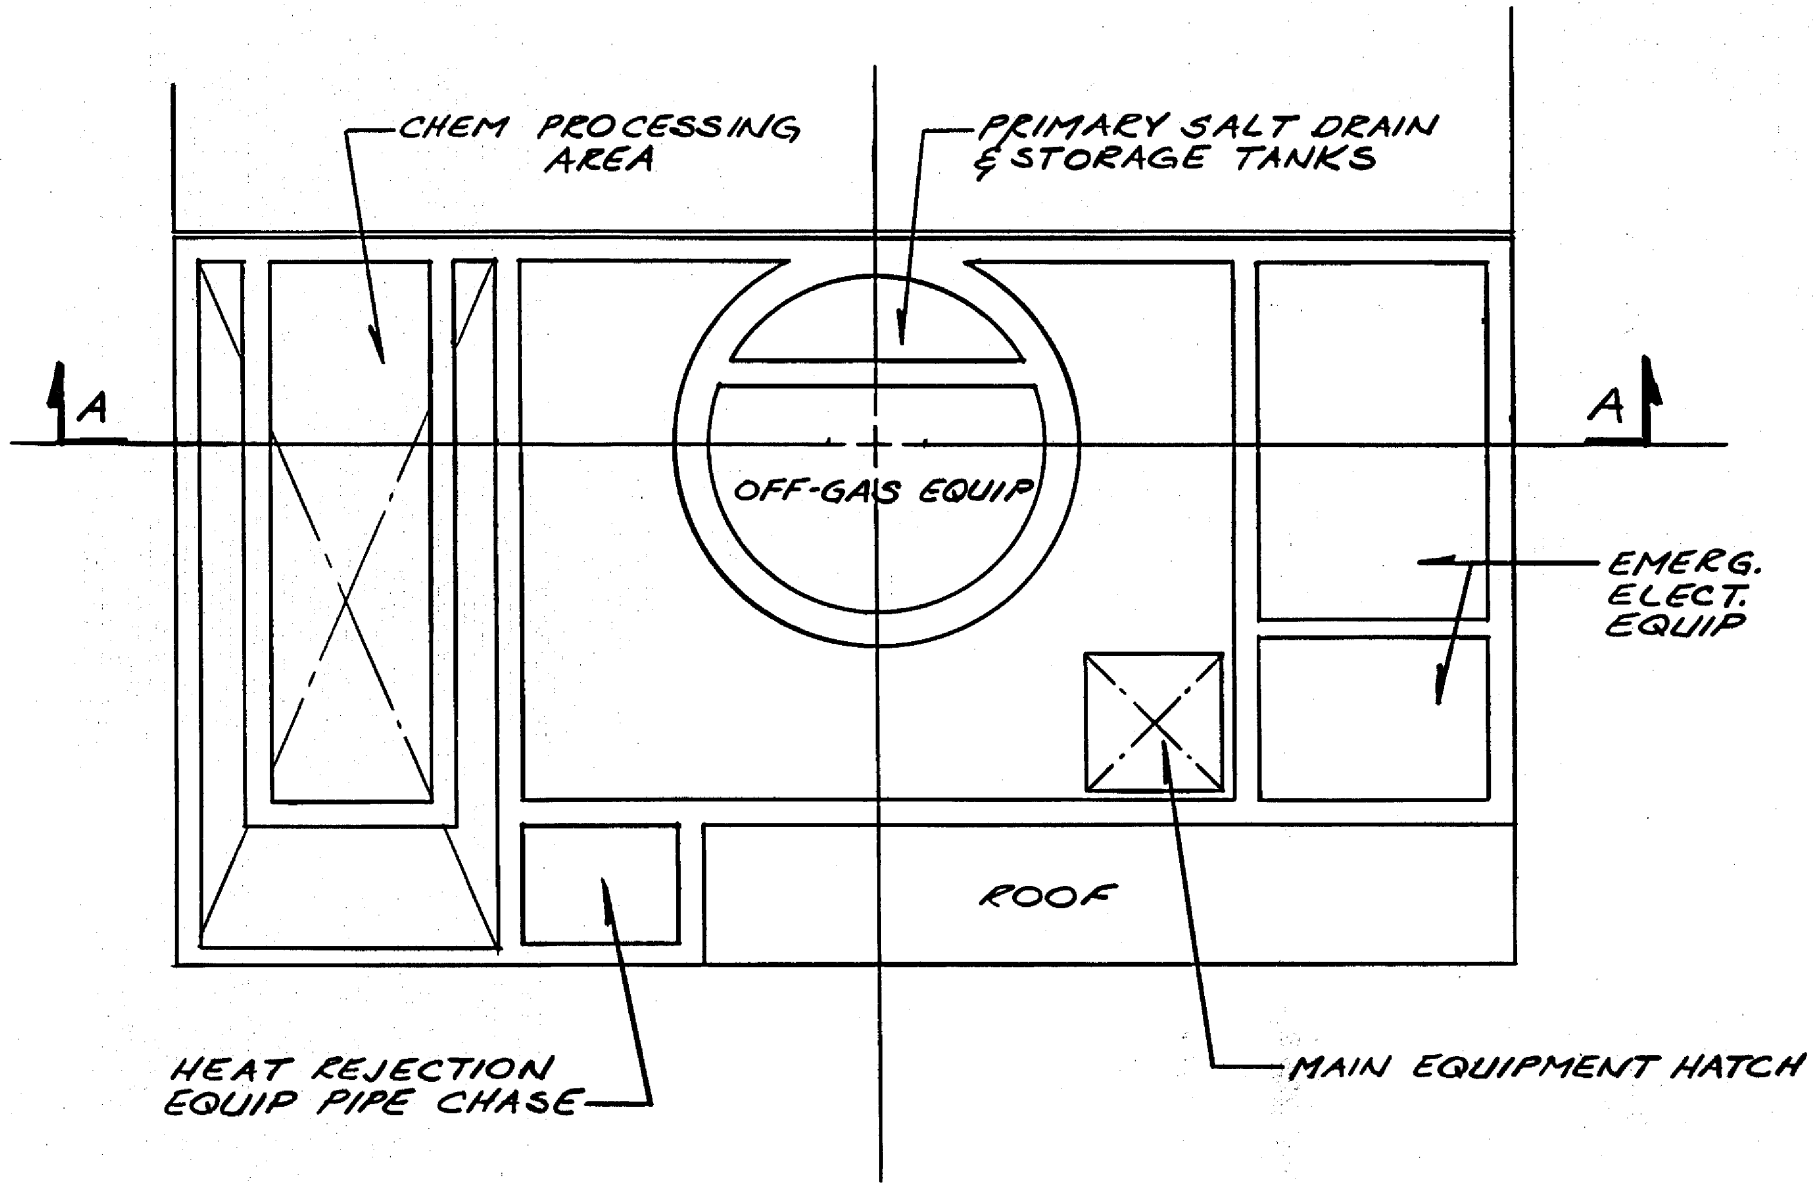 CHEM PROCESSING
AREA
PRIMARY SALT DRAIN
& STORAGE TANKS
A
A
OFF-GAS EQUIP
EMERG.
ELECT.
EQUIP
ROOF
HEAT REJECTION
EQUIP PIPE CHASE
MAIN EQUIPMENT HATCH